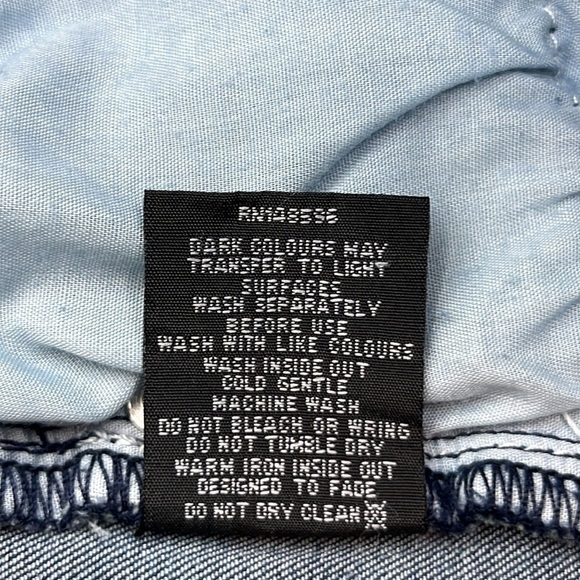 DARK COLOURS MAY
TRANSFER TO LIGHT
SURFACES
WASH SEPARATELY
BEFORE USE
WASH WITH LIKE COLOURS
WASH INSIDE OUT
COLD GENTLE
MACHINE WASH
DO NOT BLEACH OR WRING
DO NOT TUMBLE DRY
WARM IRON INSIDE OUT
DESIGNED TO FADE
DO NOT DRY CLEAN